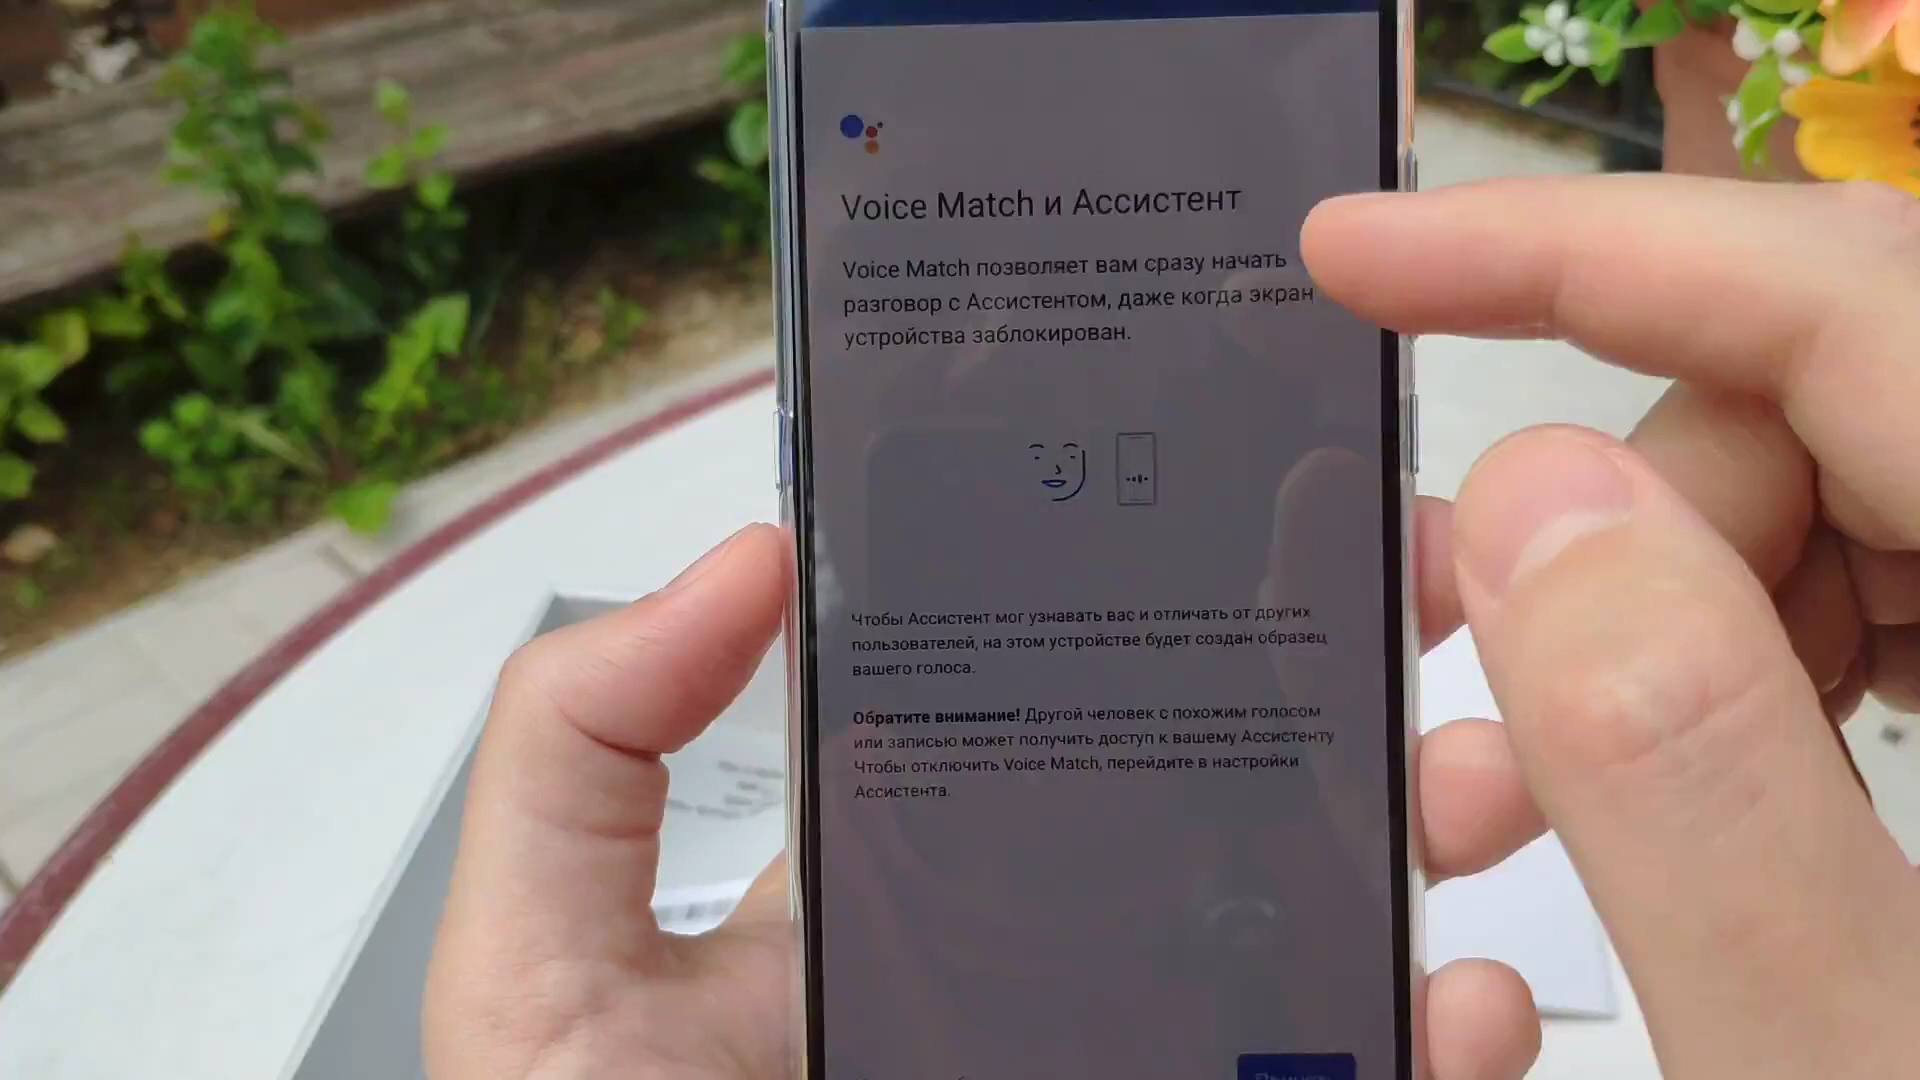 Voice Match и Ассистент
Voice Match позволяет вам сразу начать
разговор с Ассистентом, даже когда экран
устройства заблокирован.
Чтобы Ассистент мог узнавать вас и отличать от других
пользователей, на этом устройстве будет создан образец
вашего голоса.
Обратите внимание! Другой человек с похожим голосом
или записью может получить доступ к вашему Ассистенту
Чтобы отключить Voice Match, перейдите в настройки
Ассистента.